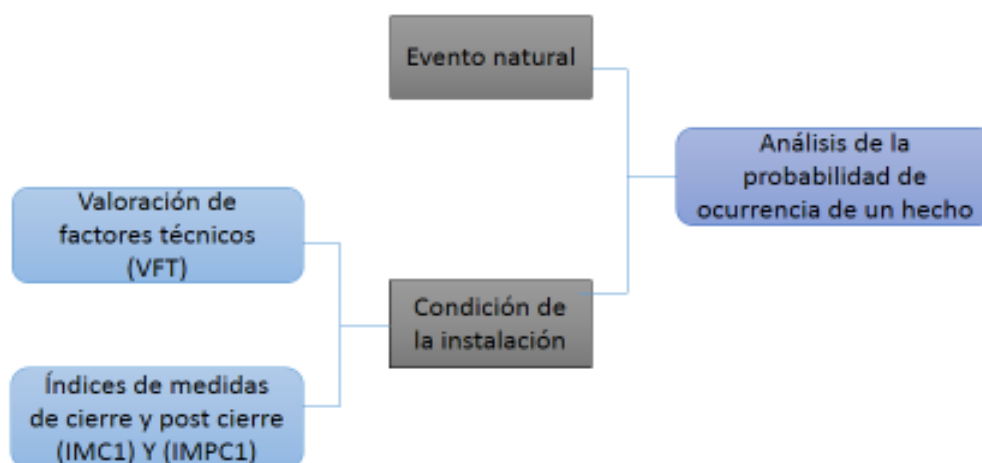 Evento natural
Análisis de la
probabilidad de
ocurrencia de un hecho
Valoración de
factores técnicos
(VFT)
Condición de
la instalación
Índices de medidas
de cierre y post cierre
(IMC1) Y (IMPC1)